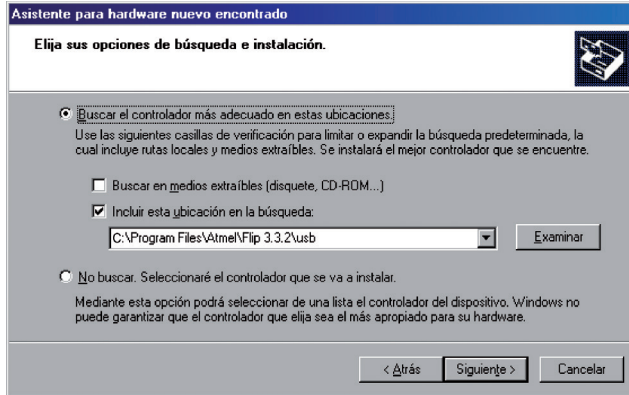 Asistente para hardware nuevo encontrado
Elija sus opciones de búsqueda e instalación.
Buscar el controlador más adecuado en estas ubicaciones.
Use las siguientes casillas de verificación para limitar o expandir la búsqueda predeterminada, la
cual incluye rutas locales y medios extraíbles. Se instalará el mejor controlador que se encuentre.
Buscar en medios extraíbles (disquete, CD-ROM...)
Incluir esta ubicación en la búsqueda:
C:\Program Files\Atmel\Flip 3.3.2\usb
Examinar
No buscar. Seleccionaré el controlador que se va a instalar.
Mediante esta opción podrá seleccionar de una lista el controlador del dispositivo. Windows no
puede garantizar que el controlador que elija sea el más apropiado para su hardware.
< Atrás Siguiente > Cancelar